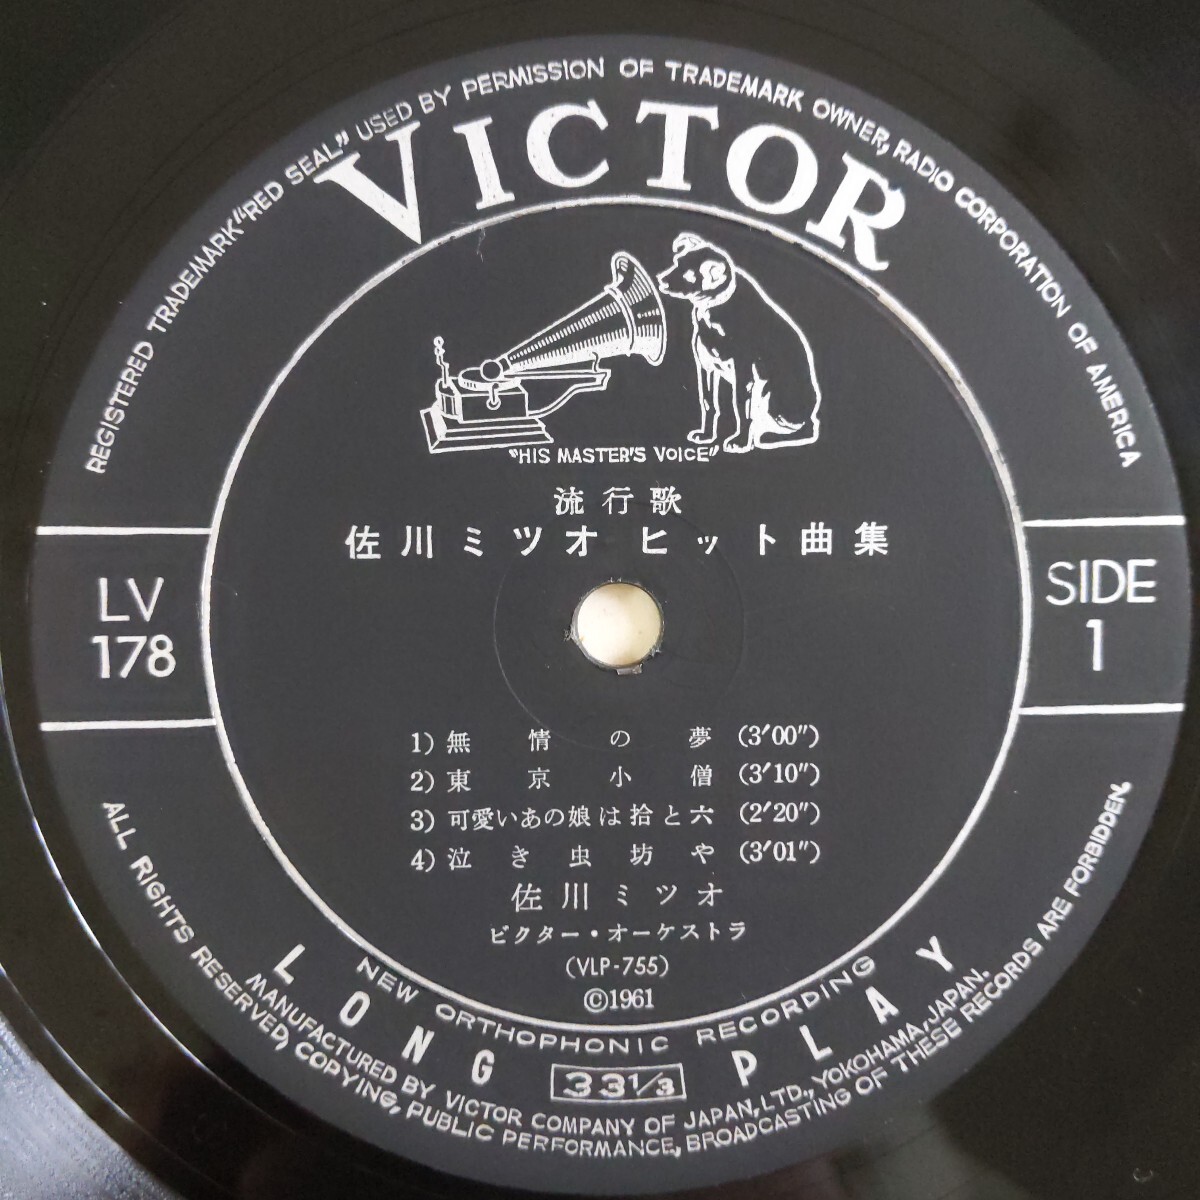 REGISTERED TRADEMARK "RED SEAL" USED BY PERMISSION OF TRADEMARK OWNER, RADIO CORPORATION OF AMERICA
VICTOR
"HIS MASTER'S VOICE"
流行歌
佐川ミツオ ヒット曲集
LV
178
SIDE
1
1) 無情の夢 (3′00″)
2) 東京小僧 (3′10″)
3) 可愛いあの娘は拾と六 (2′20″)
4) 泣き虫坊や (3′01″)
佐川ミツオ
ビクター・オーケストラ
(VLP-755)
©1961
NEW ORTHOPHONIC RECORDING
LONG PLAY
33 1/3
MANUFACTURED BY VICTOR COMPANY OF JAPAN, LTD., YOKOHAMA, JAPAN.
ALL RIGHTS RESERVED, COPYING, PUBLIC PERFORMANCE, BROADCASTING OF THESE RECORDS ARE FORBIDDEN.